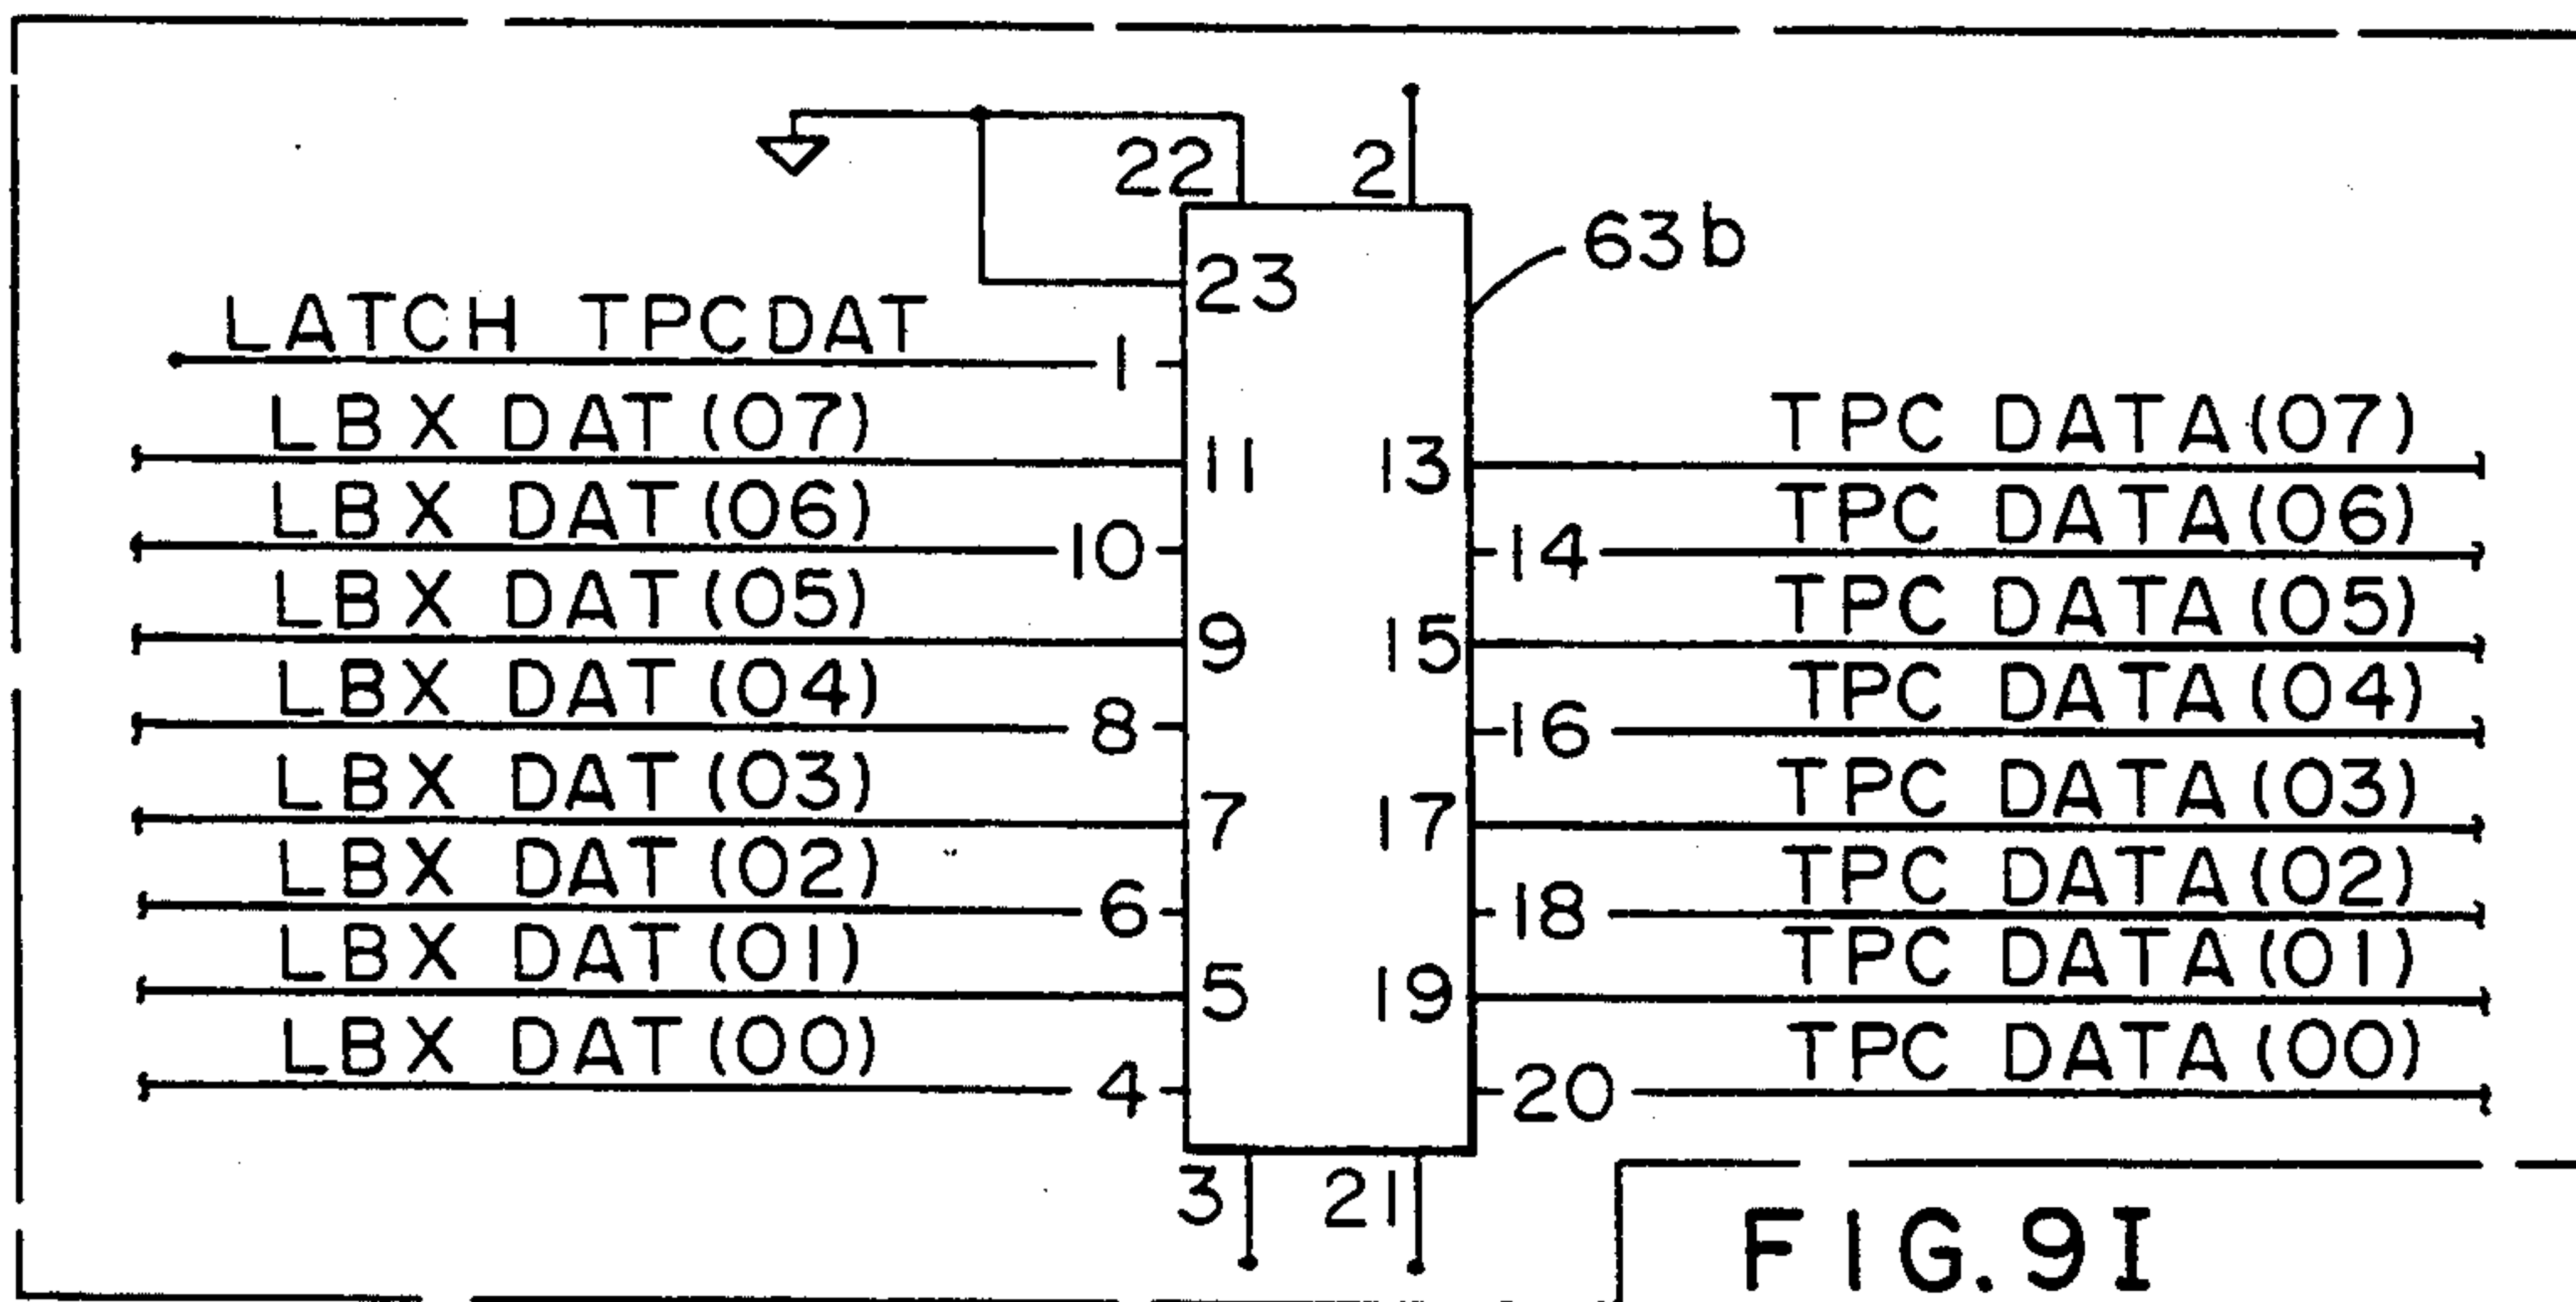 22 2
23 63b
LATCH TPCDAT 1
LBX DAT(07) 11 13 TPC DATA(07)
LBX DAT(06) 10 14 TPC DATA(06)
LBX DAT(05) 9 15 TPC DATA(05)
LBX DAT(04) 8 16 TPC DATA(04)
LBX DAT(03) 7 17 TPC DATA(03)
LBX DAT(02) 6 18 TPC DATA(02)
LBX DAT(01) 5 19 TPC DATA(01)
LBX DAT(00) 4 20 TPC DATA(00)
3 21
FIG. 9I